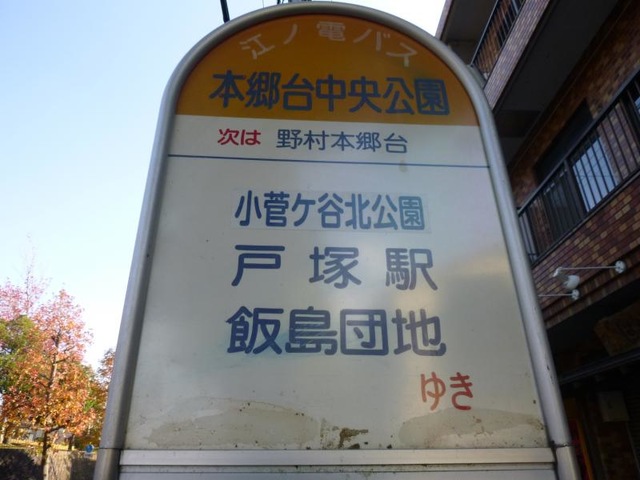 江ノ電バス
本郷台中央公園
次は 野村本郷台
小菅ケ谷北公園
戸塚駅
飯島団地
ゆき